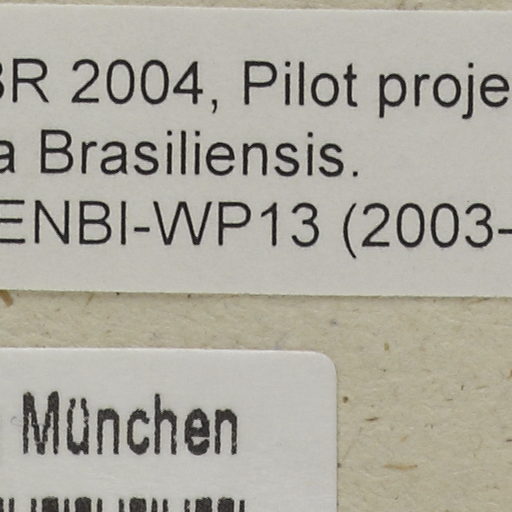 BR 2004, Pilot proje
a Brasiliensis.
ENBI-WP13 (2003-
München